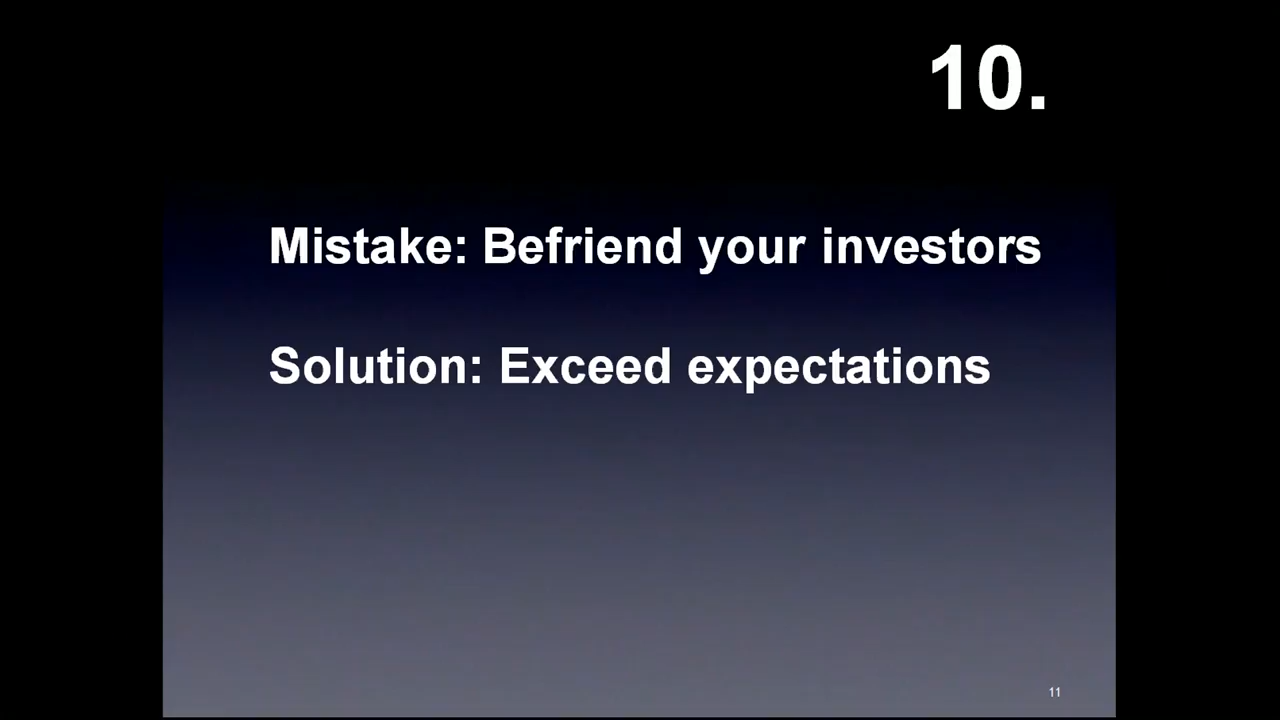 10.
Mistake: Befriend your investors
Solution: Exceed expectations
11